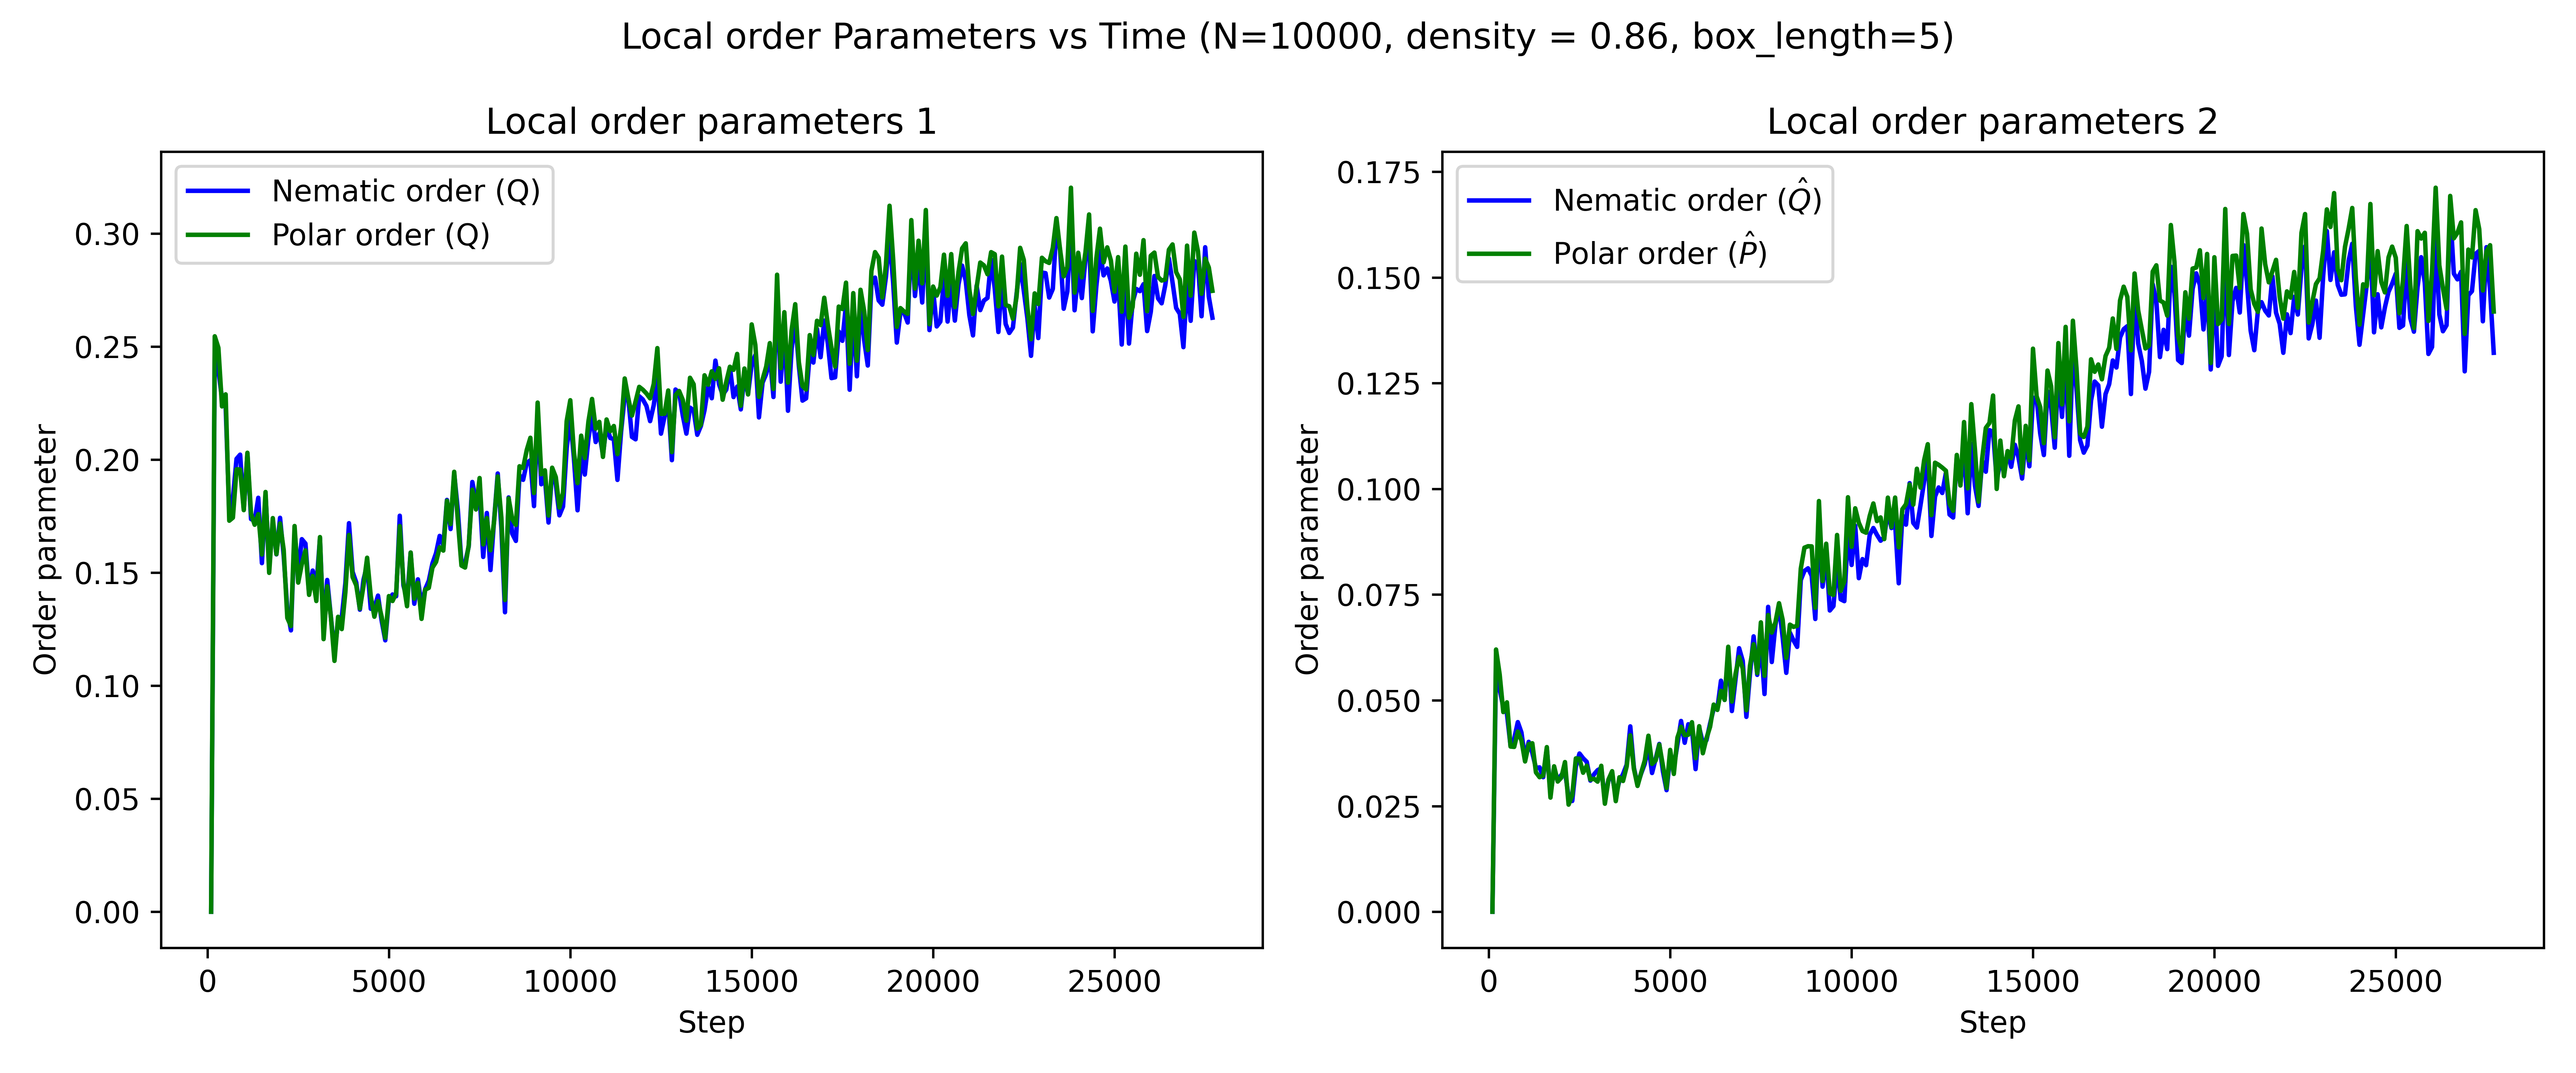 Local order Parameters vs Time (N=10000, density = 0.86, box_length=5)
Local order parameters 1
Nematic order (Q)
Polar order (Q)
0.30
0.25
0.20
0.15
0.10
0.05
0.00
Order parameter
0 5000 10000 15000 20000 25000
Step
Local order parameters 2
Nematic order (Q̂)
Polar order (P̂)
0.175
0.150
0.125
0.100
0.075
0.050
0.025
0.000
Order parameter
0 5000 10000 15000 20000 25000
Step